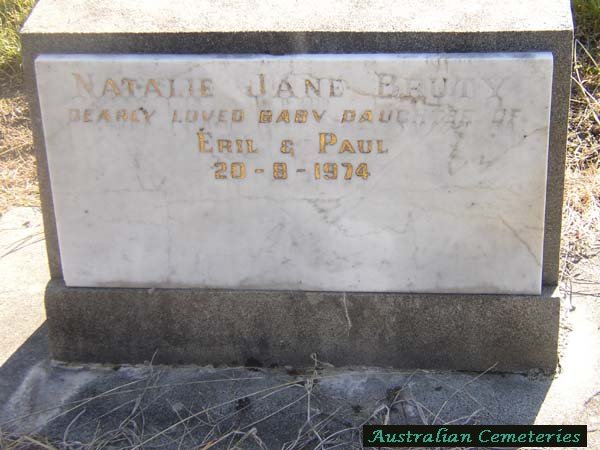 NATALIE JANE BRUTY
DEARLY LOVED BABY DAUGHTER OF
ERIL & PAUL
20-8-1974
Australian Cemeteries